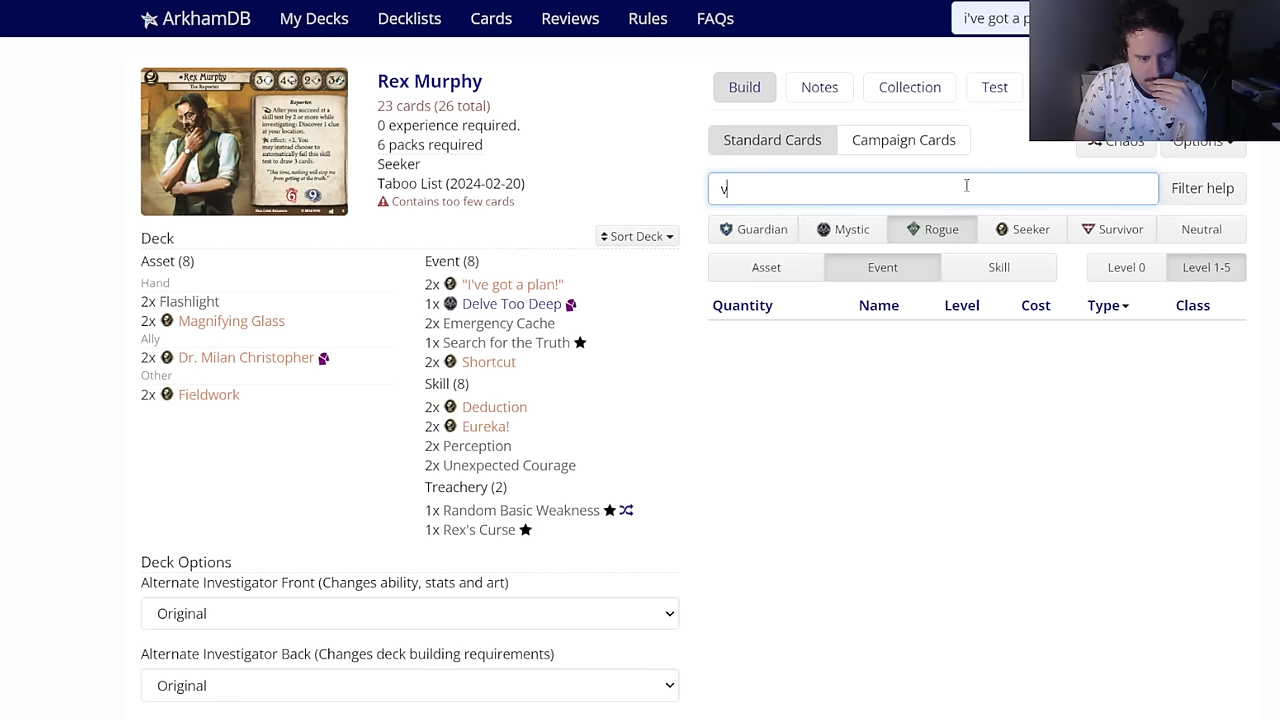 ArkhamDB My Decks Decklists Cards Reviews Rules FAQs i've got a p
Rex Murphy
The Reporter
Rex Murphy
23 cards (26 total)
0 experience required.
6 packs required
Seeker
Taboo List (2024-02-20)
Contains too few cards
Deck
Sort Deck
Asset (8)
Hand
2x Flashlight
2x Magnifying Glass
Ally
2x Dr. Milan Christopher
Other
2x Fieldwork
Event (8)
2x "I've got a plan!"
1x Delve Too Deep
2x Emergency Cache
1x Search for the Truth
2x Shortcut
Skill (8)
2x Deduction
2x Eureka!
2x Perception
2x Unexpected Courage
Treachery (2)
1x Random Basic Weakness
1x Rex's Curse
Deck Options
Alternate Investigator Front (Changes ability, stats and art)
Original
Alternate Investigator Back (Changes deck building requirements)
Original
Build Notes Collection Test
Standard Cards Campaign Cards Chaos Options
v Filter help
Guardian Mystic Rogue Seeker Survivor Neutral
Asset Event Skill Level 0 Level 1-5
Quantity Name Level Cost Type Class